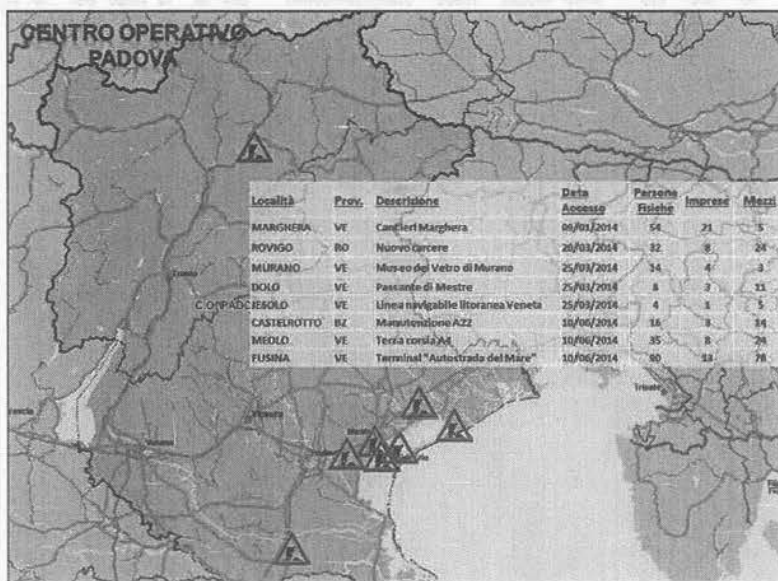 CENTRO OPERATIVO
PADOVA
Località Prov. Descrizione Data Accesso Persone Fisiche Imprese Mezzi
MARGHERA VE Cantieri Marghera 09/01/2014 54 21 5
ROVIGO RO Nuovo carcere 20/03/2014 32 8 24
MURANO VE Museo del Vetro di Murano 25/03/2014 14 4 3
DOLO VE Passante di Mestre 25/03/2014 8 3 11
JESOLO VE Linea navigabile litoranea Veneta 25/03/2014 4 1 5
CASTELROTTO BZ Manutenzione A22 10/06/2014 16 14
MEOLO VE Terza corsia A4 10/06/2014 35 8 24
FUSINA VE Terminal "Autostrada del Mare" 10/06/2014 90 13 78
Trento
Trieste
Vicenza
Verona